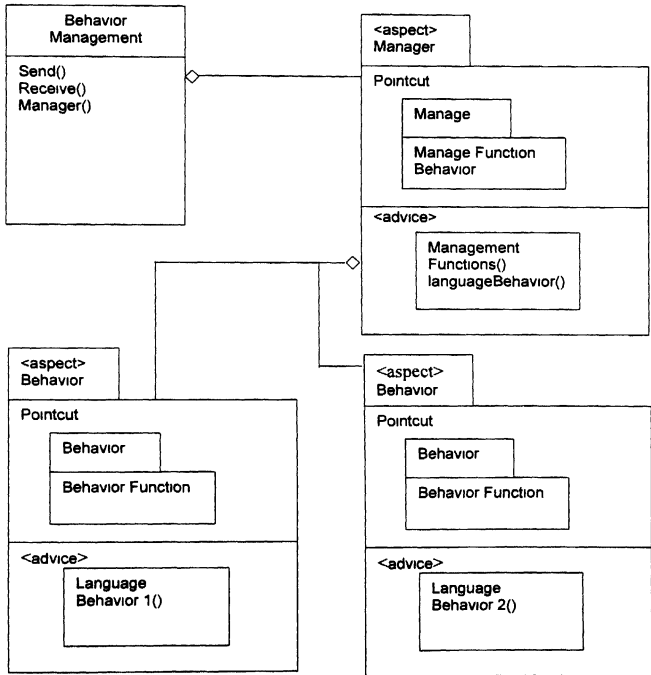 Behavior
Management
Send()
Receive()
Manager()
<aspect>
Manager
Pointcut
Manage
Manage Function
Behavior
<advice>
Management
Functions()
languageBehavior()
<aspect>
Behavior
Pointcut
Behavior
Behavior Function
<advice>
Language
Behavior 1()
<aspect>
Behavior
Pointcut
Behavior
Behavior Function
<advice>
Language
Behavior 2()